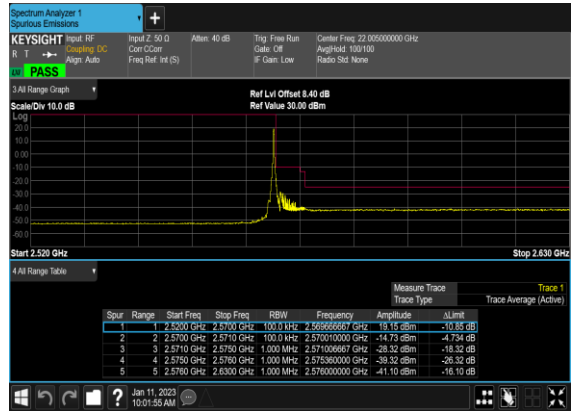 Spectrum Analyzer 1
Spurious Emissions
KEYSIGHT Input: RF Input Z: 50 Ω Atten: 40 dB Trig: Free Run Center Freq: 22.005000000 GHz
R T Coupling: DC Corr CCorr Gate: Off Avg|Hold: 100/100
Align: Auto Freq Ref: Int (S) IF Gain: Low Radio Std: None
PASS
3 All Range Graph
Ref Lvl Offset 8.40 dB
Scale/Div 10.0 dB Ref Value 30.00 dBm
Log
20.0
10.0
0.00
-10.0
-20.0
-30.0
-40.0
-50.0
-60.0
Start 2.520 GHz Stop 2.630 GHz
4 All Range Table
Measure Trace Trace 1
Trace Type Trace Average (Active)
Spur Range Start Freq Stop Freq RBW Frequency Amplitude ΔLimit
1 1 2.5200 GHz 2.5700 GHz 100.0 kHz 2.569666667 GHz 19.15 dBm -10.85 dB
2 2 2.5700 GHz 2.5710 GHz 100.0 kHz 2.570010000 GHz -14.73 dBm -4.734 dB
3 3 2.5710 GHz 2.5750 GHz 1.000 MHz 2.571006667 GHz -28.32 dBm -18.32 dB
4 4 2.5750 GHz 2.5760 GHz 1.000 MHz 2.575360000 GHz -39.32 dBm -26.32 dB
5 5 2.5760 GHz 2.6300 GHz 1.000 MHz 2.576000000 GHz -41.10 dBm -16.10 dB
Jan 11, 2023
10:01:55 AM